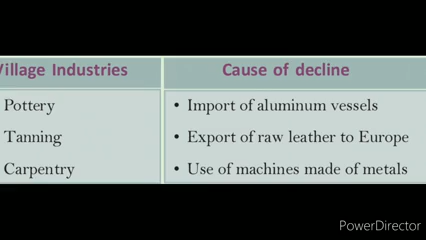 Village Industries Cause of decline
Pottery • Import of aluminum vessels
Tanning • Export of raw leather to Europe
Carpentry • Use of machines made of metals
PowerDirector